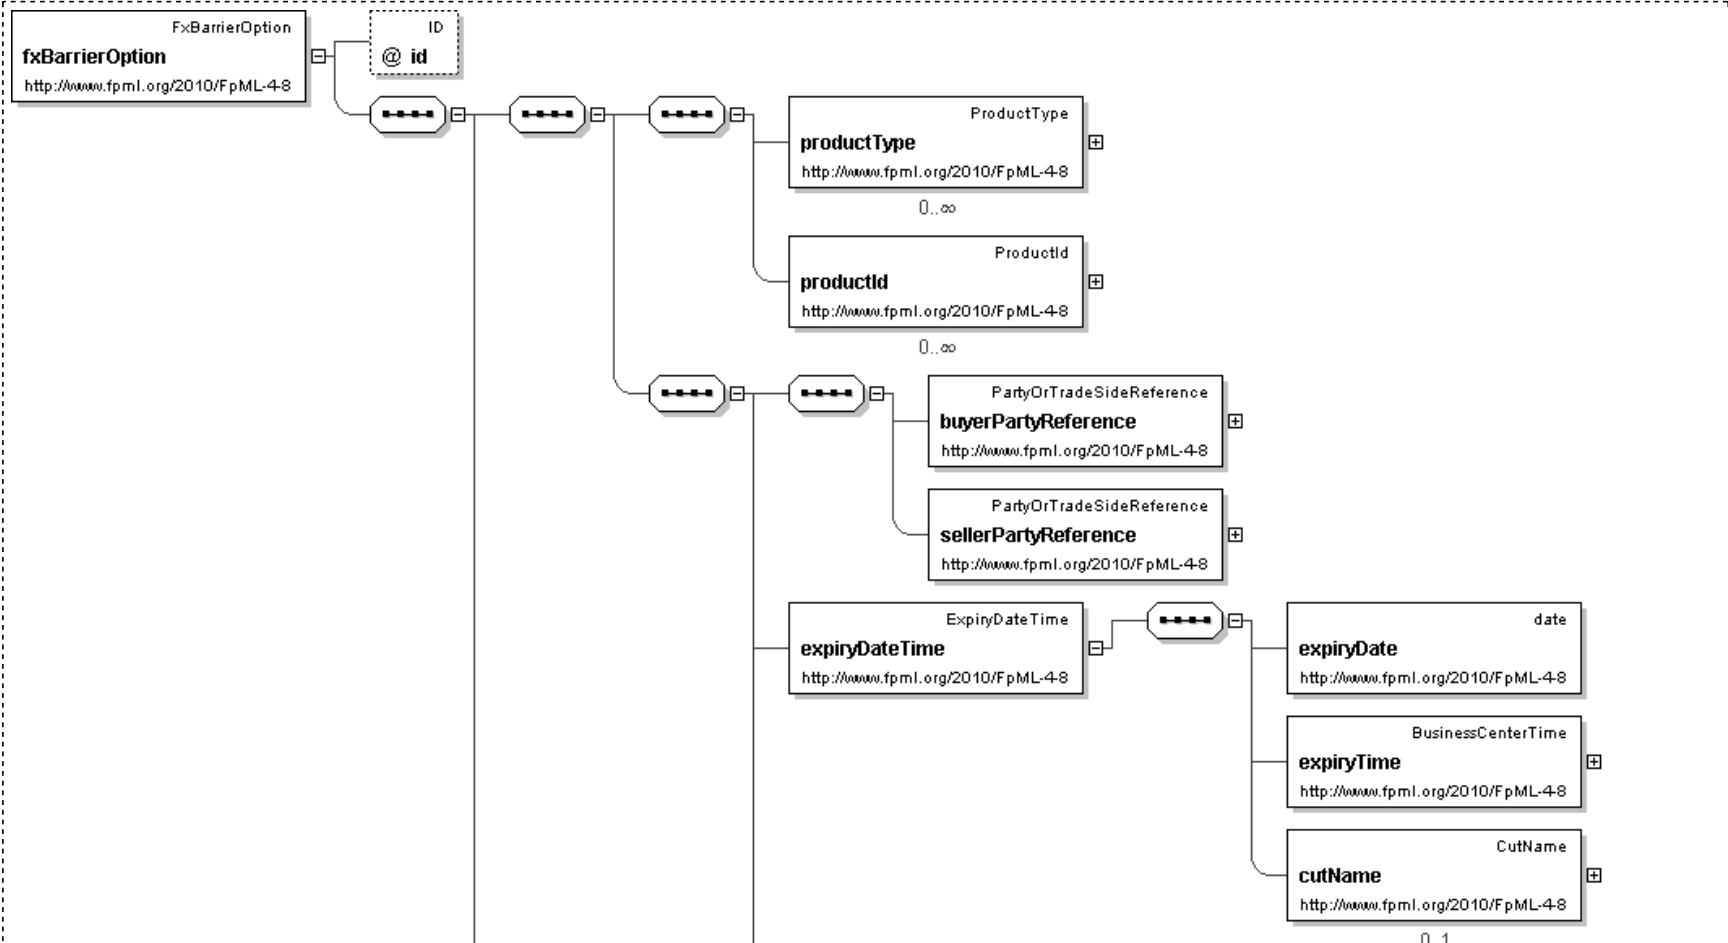 FxBarrierOption
fxBarrierOption
http://www.fpml.org/2010/FpML-4-8
ID
@ id
ProductType
productType
http://www.fpml.org/2010/FpML-4-8
0..∞
ProductId
productId
http://www.fpml.org/2010/FpML-4-8
0..∞
PartyOrTradeSideReference
buyerPartyReference
http://www.fpml.org/2010/FpML-4-8
PartyOrTradeSideReference
sellerPartyReference
http://www.fpml.org/2010/FpML-4-8
ExpiryDateTime
expiryDateTime
http://www.fpml.org/2010/FpML-4-8
date
expiryDate
http://www.fpml.org/2010/FpML-4-8
BusinessCenterTime
expiryTime
http://www.fpml.org/2010/FpML-4-8
CutName
cutName
http://www.fpml.org/2010/FpML-4-8
0..1